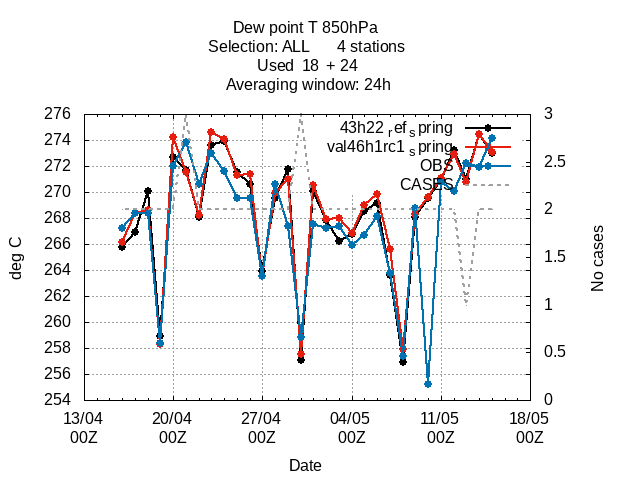 Dew point T 850hPa
Selection: ALL 4 stations
Used 18 + 24
Averaging window: 24h
276
274
272
270
268
266
264
262
260
258
256
254
3
2.5
2
1.5
1
0.5
0
43h22_ref_spring
val46h1rc1_spring
OBS
CASES
deg C
No cases
13/04 20/04 27/04 04/05 11/05 18/05
00Z 00Z 00Z 00Z 00Z 00Z
Date